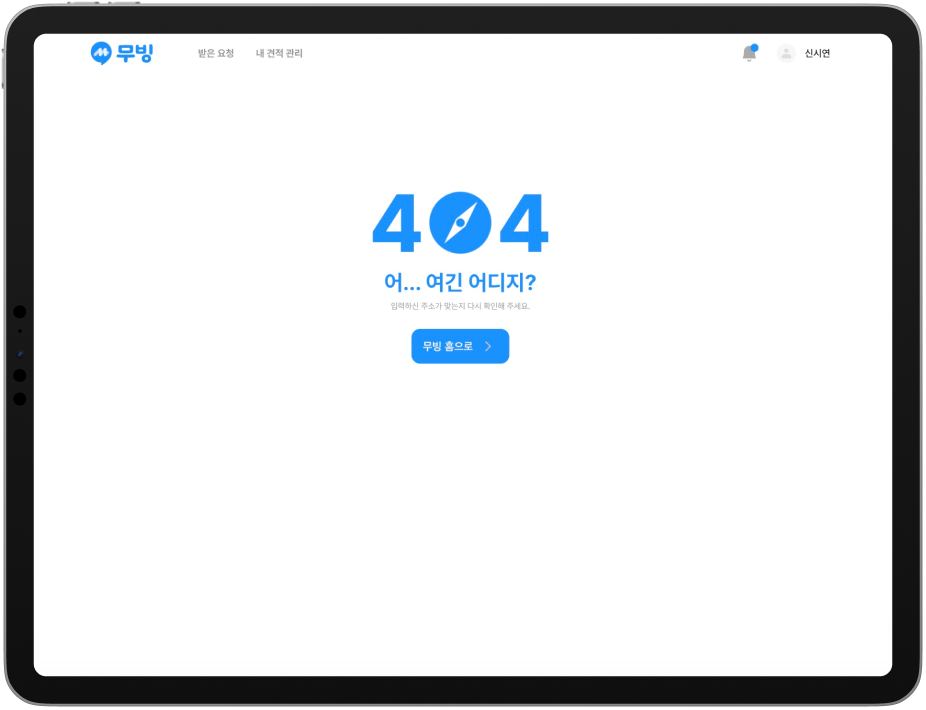 무빙 받은 요청 내 견적 관리 신시연
404
어... 여긴 어디지?
입력하신 주소가 맞는지 다시 확인해 주세요.
무빙 홈으로